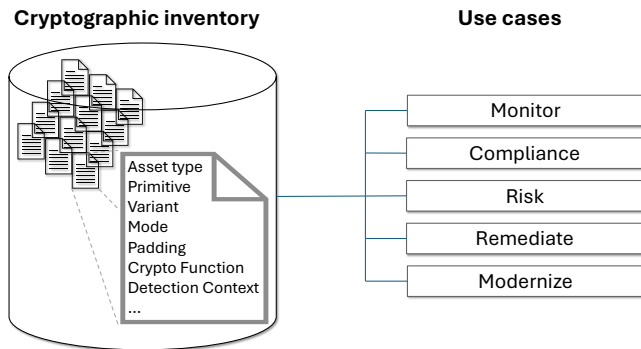 Cryptographic inventory
Use cases
Asset type
Primitive
Variant
Mode
Padding
Crypto Function
Detection Context
...
Monitor
Compliance
Risk
Remediate
Modernize